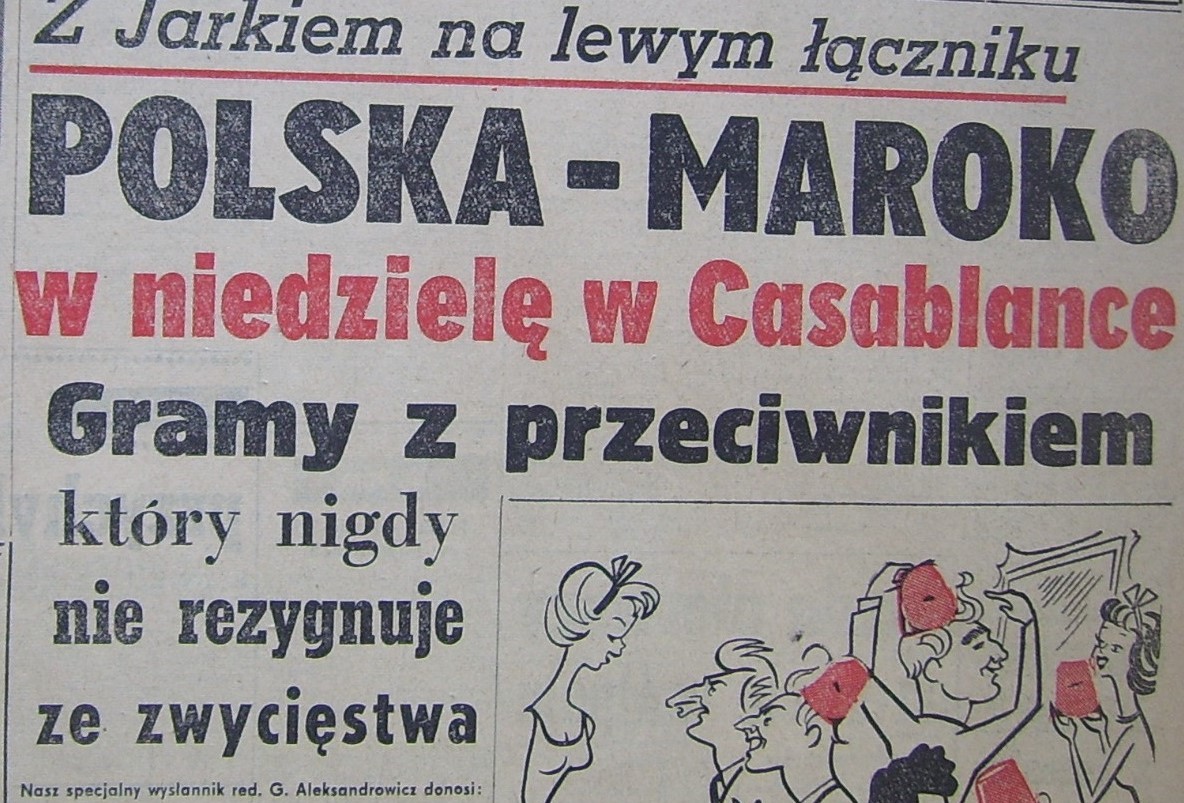 Z Jarkiem na lewym łączniku
POLSKA - MAROKO
w niedzielę w Casablance
Gramy z przeciwnikiem
który nigdy
nie rezygnuje
ze zwycięstwa
Nasz specjalny wysłannik red. G. Aleksandrowicz donosi: